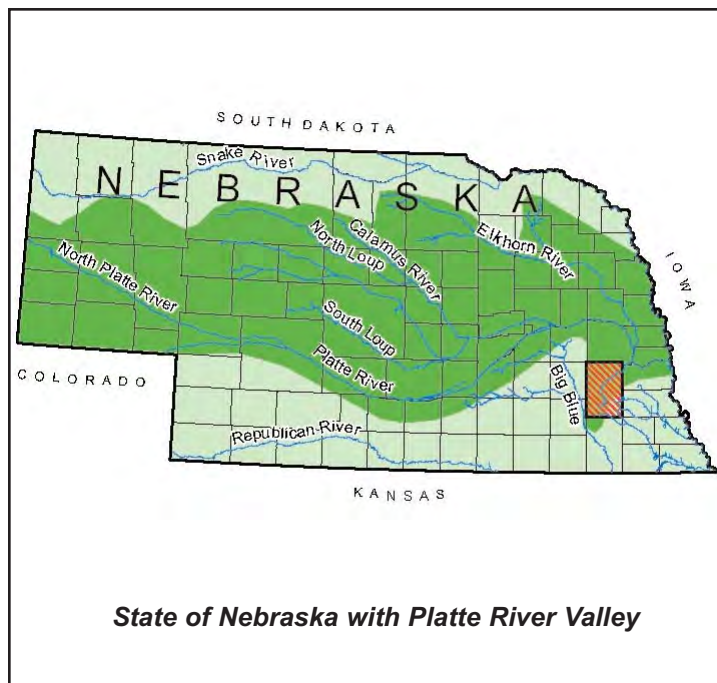 SOUTH DAKOTA
Snake River
NEBRASKA
Calamus River
North Loup
Elkhorn River
IOWA
North Platte River
South Loup
Platte River
Big Blue
COLORADO
Republican River
KANSAS
State of Nebraska with Platte River Valley